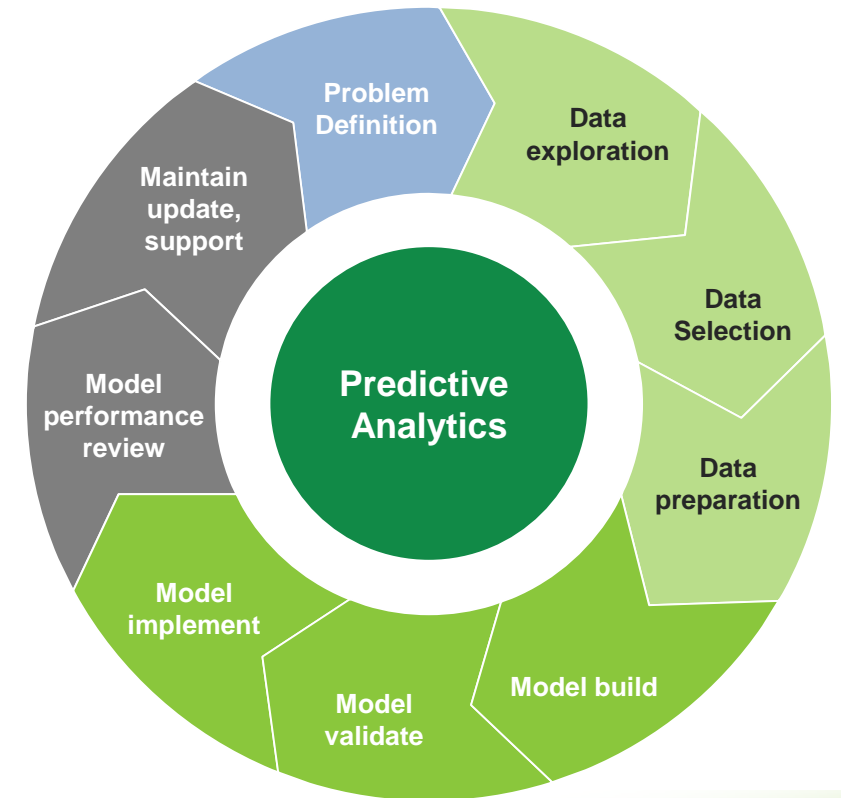 Problem
Definition
Data
exploration
Data
Selection
Data
preparation
Model build
Model
validate
Model
implement
Model
performance
review
Maintain
update,
support
Predictive
Analytics